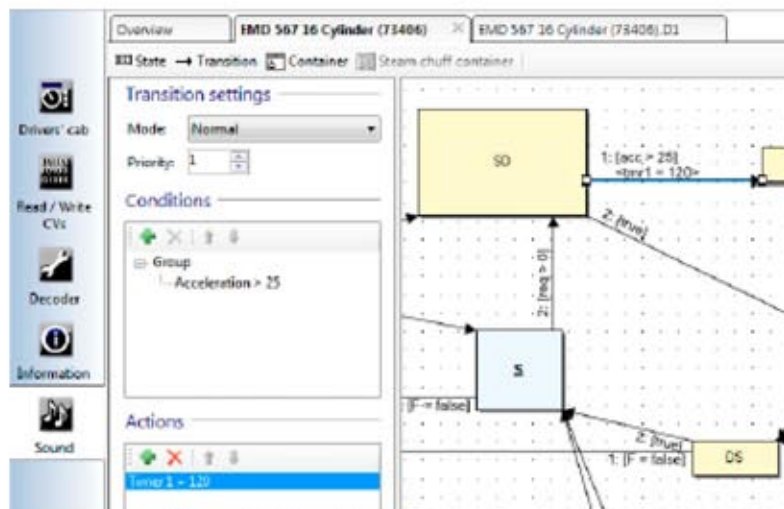 Overview
EMD 567 16 Cylinder (73406)
EMD 567 16 Cylinder (73406).D1
State
Transition
Container
Steam chuff container
Drivers' cab
Read / Write
CVs
Decoder
Information
Sound
Transition settings
Mode:
Normal
Priority:
1
Conditions
Group
Acceleration > 25
Actions
Timer1 = 120
SD
1: [acc > 25]
<tmr1 = 120>
2: [true]
2: [req > 0]
S
: [F = false]
2: [true]
1: [F = false]
DS